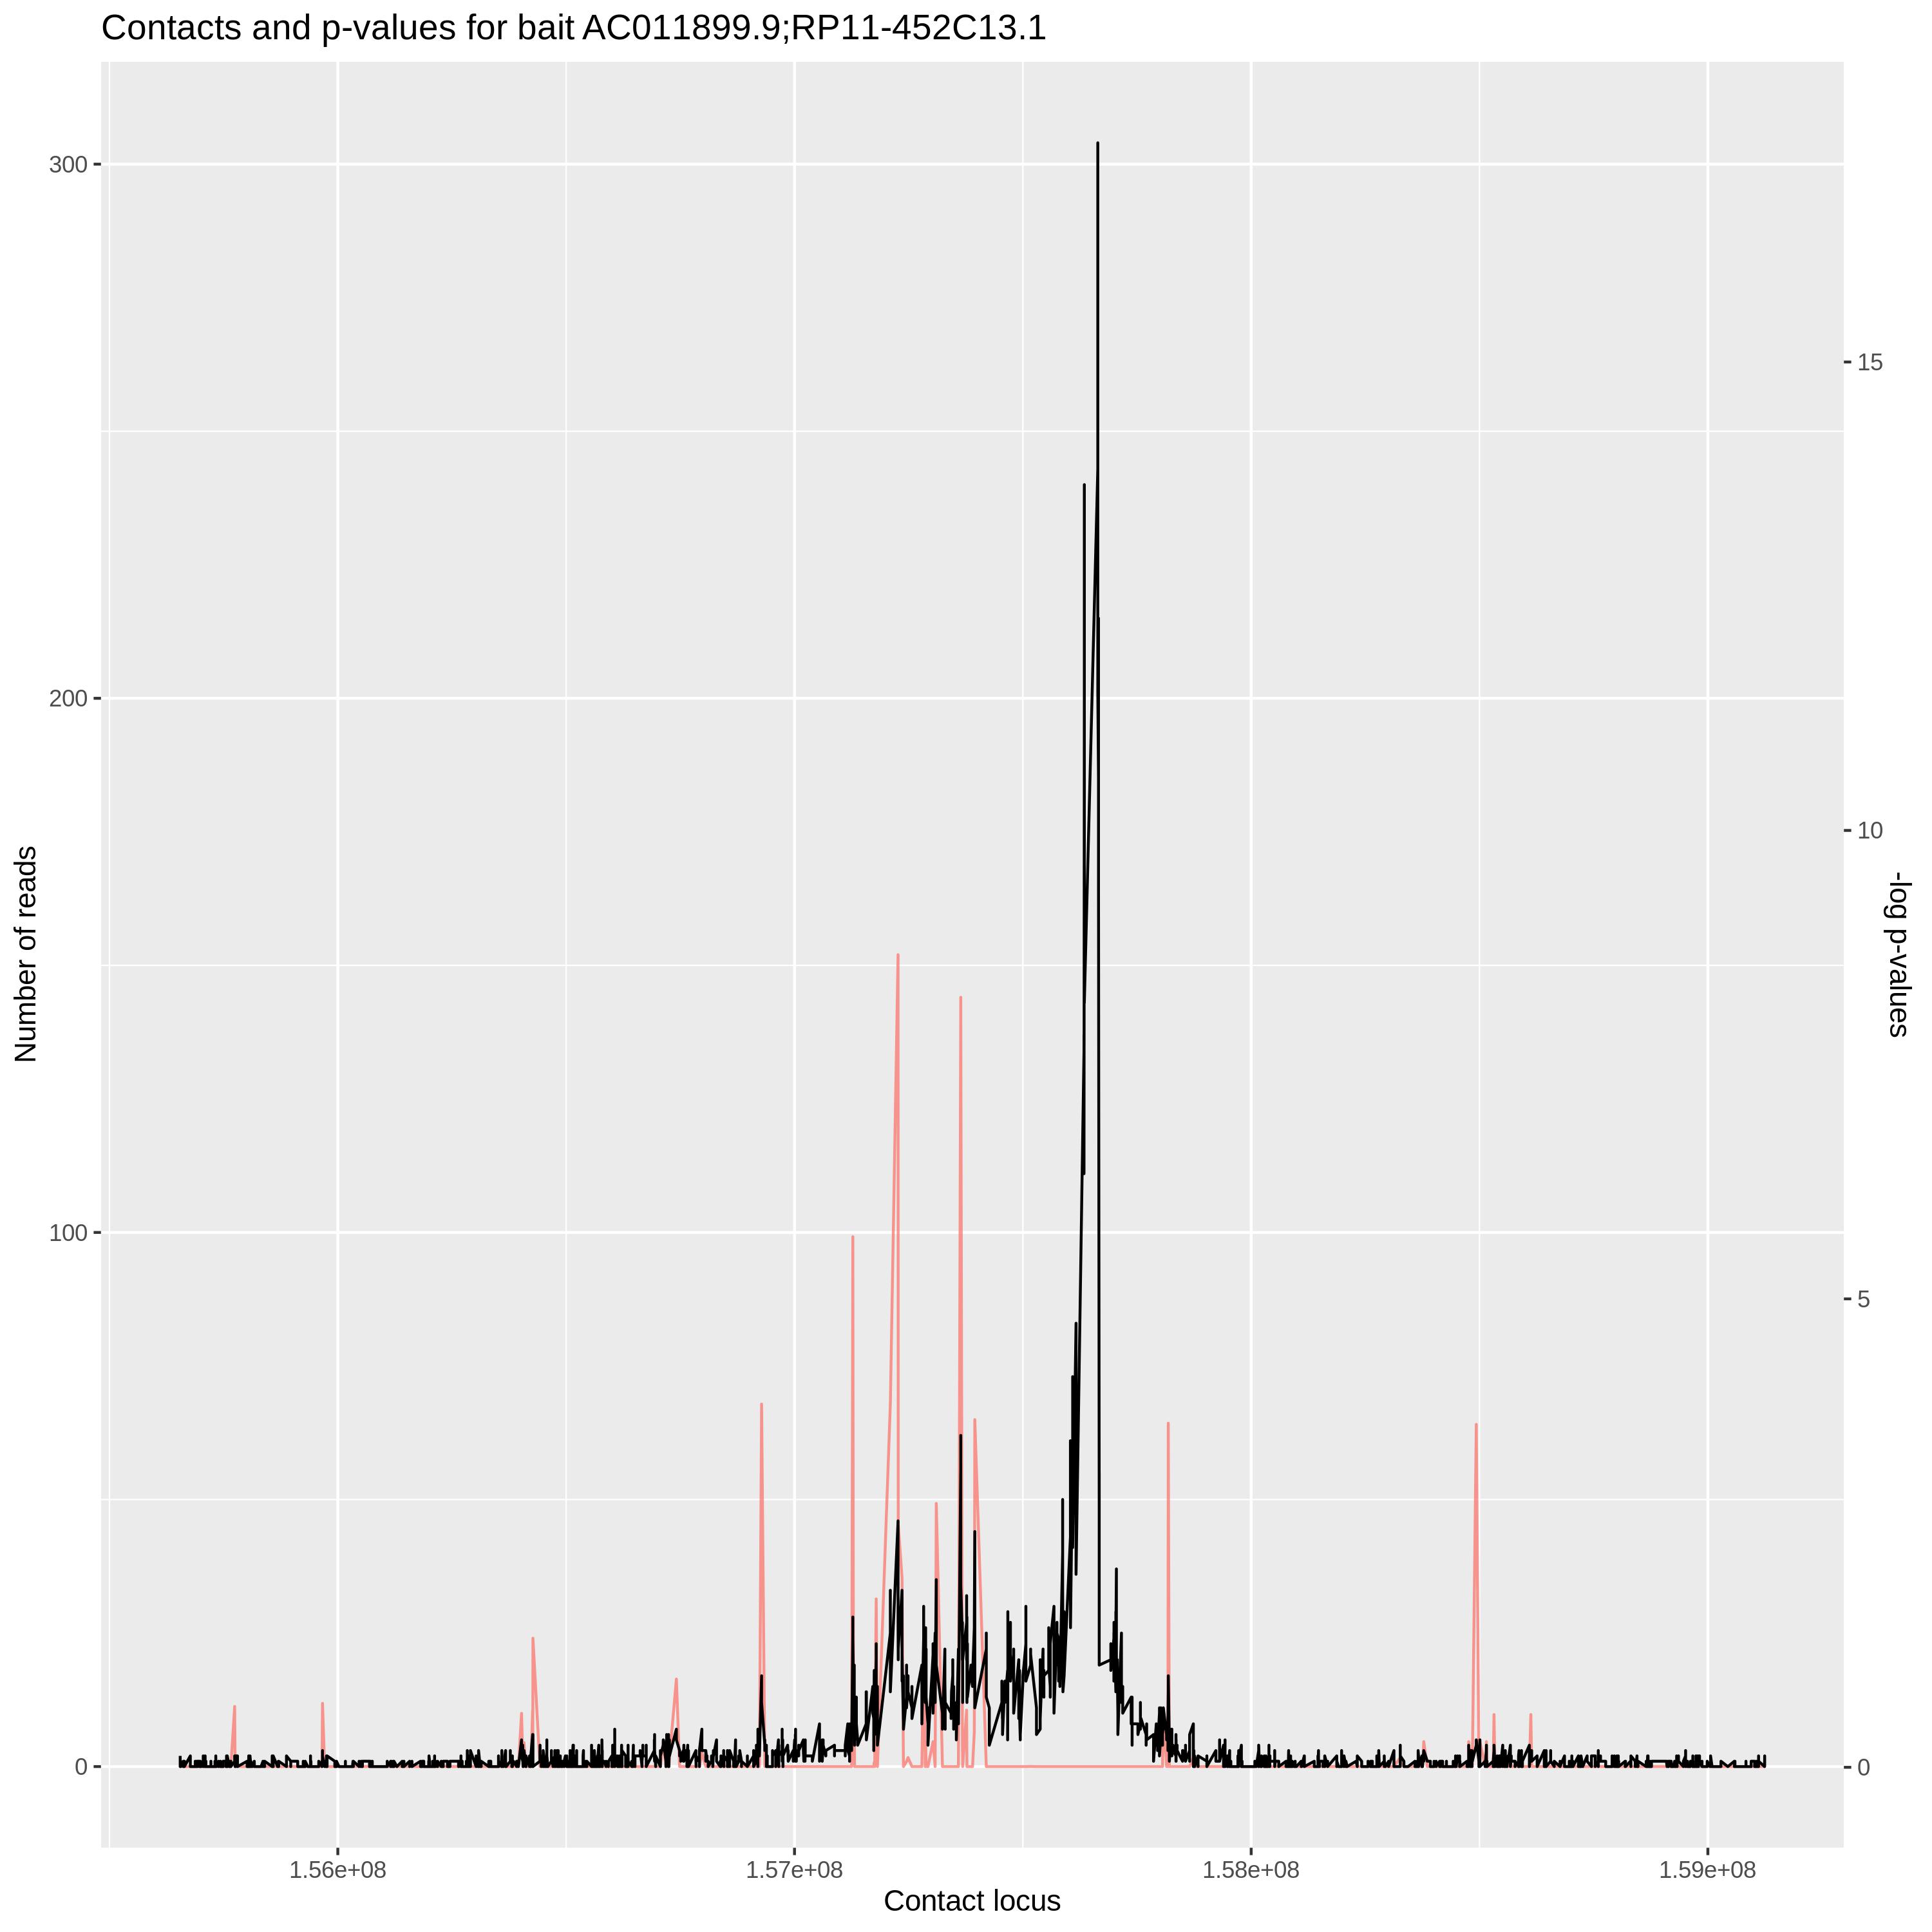 Contacts and p-values for bait AC011899.9;RP11-452C13.1
300
200
100
0
Number of reads
15
10
5
0
-log p-values
1.56e+08
1.57e+08
1.58e+08
1.59e+08
Contact locus